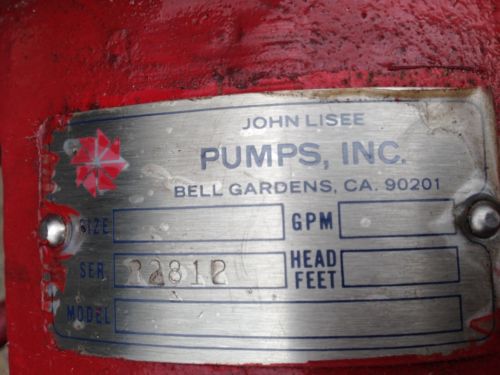 JOHN LISEE
PUMPS, INC.
BELL GARDENS, CA. 90201
SIZE GPM
SER. 22812 HEAD FEET
MODEL